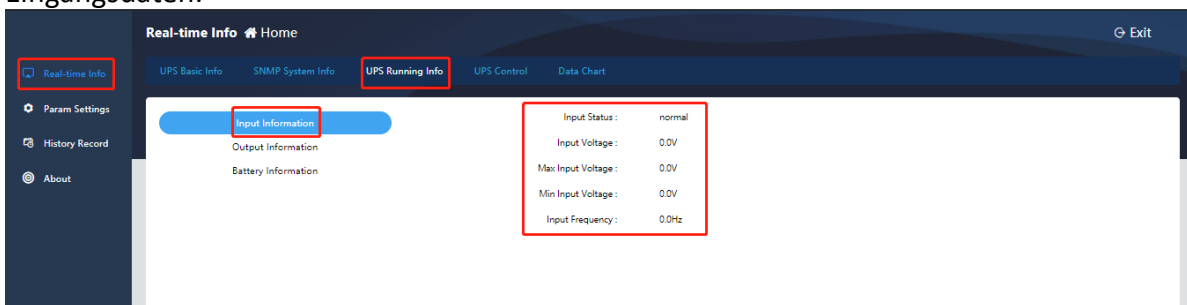 Eingangsdaten.
Real-time Info Home
Exit
Real-time Info
Param Settings
History Record
About
UPS Basic Info SNMP System Info UPS Running Info UPS Control Data Chart
Input Information
Output Information
Battery Information
Input Status : normal
Input Voltage : 0.0V
Max Input Voltage : 0.0V
Min Input Voltage : 0.0V
Input Frequency : 0.0Hz